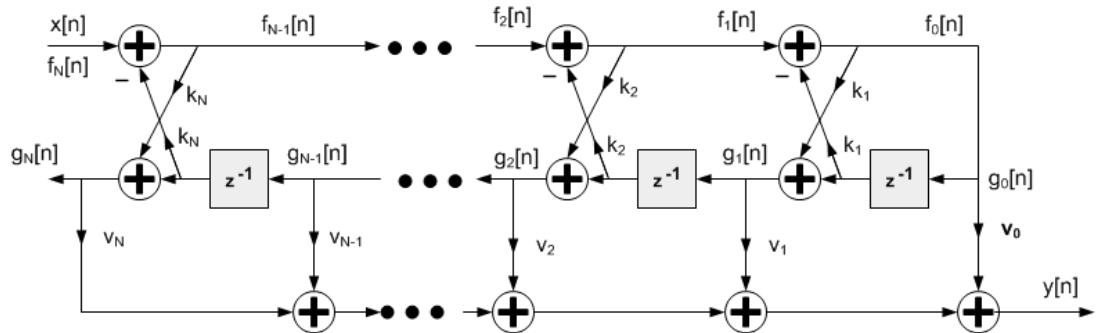 x[n] f_{N-1}[n] f_2[n] f_1[n] f_0[n]
f_N[n]
− − −
k_N k_2 k_1
k_N k_2 k_1
g_N[n] g_{N-1}[n] g_2[n] g_1[n] g_0[n]
z^{-1} z^{-1} z^{-1}
v_N v_{N-1} v_2 v_1 v_0
y[n]